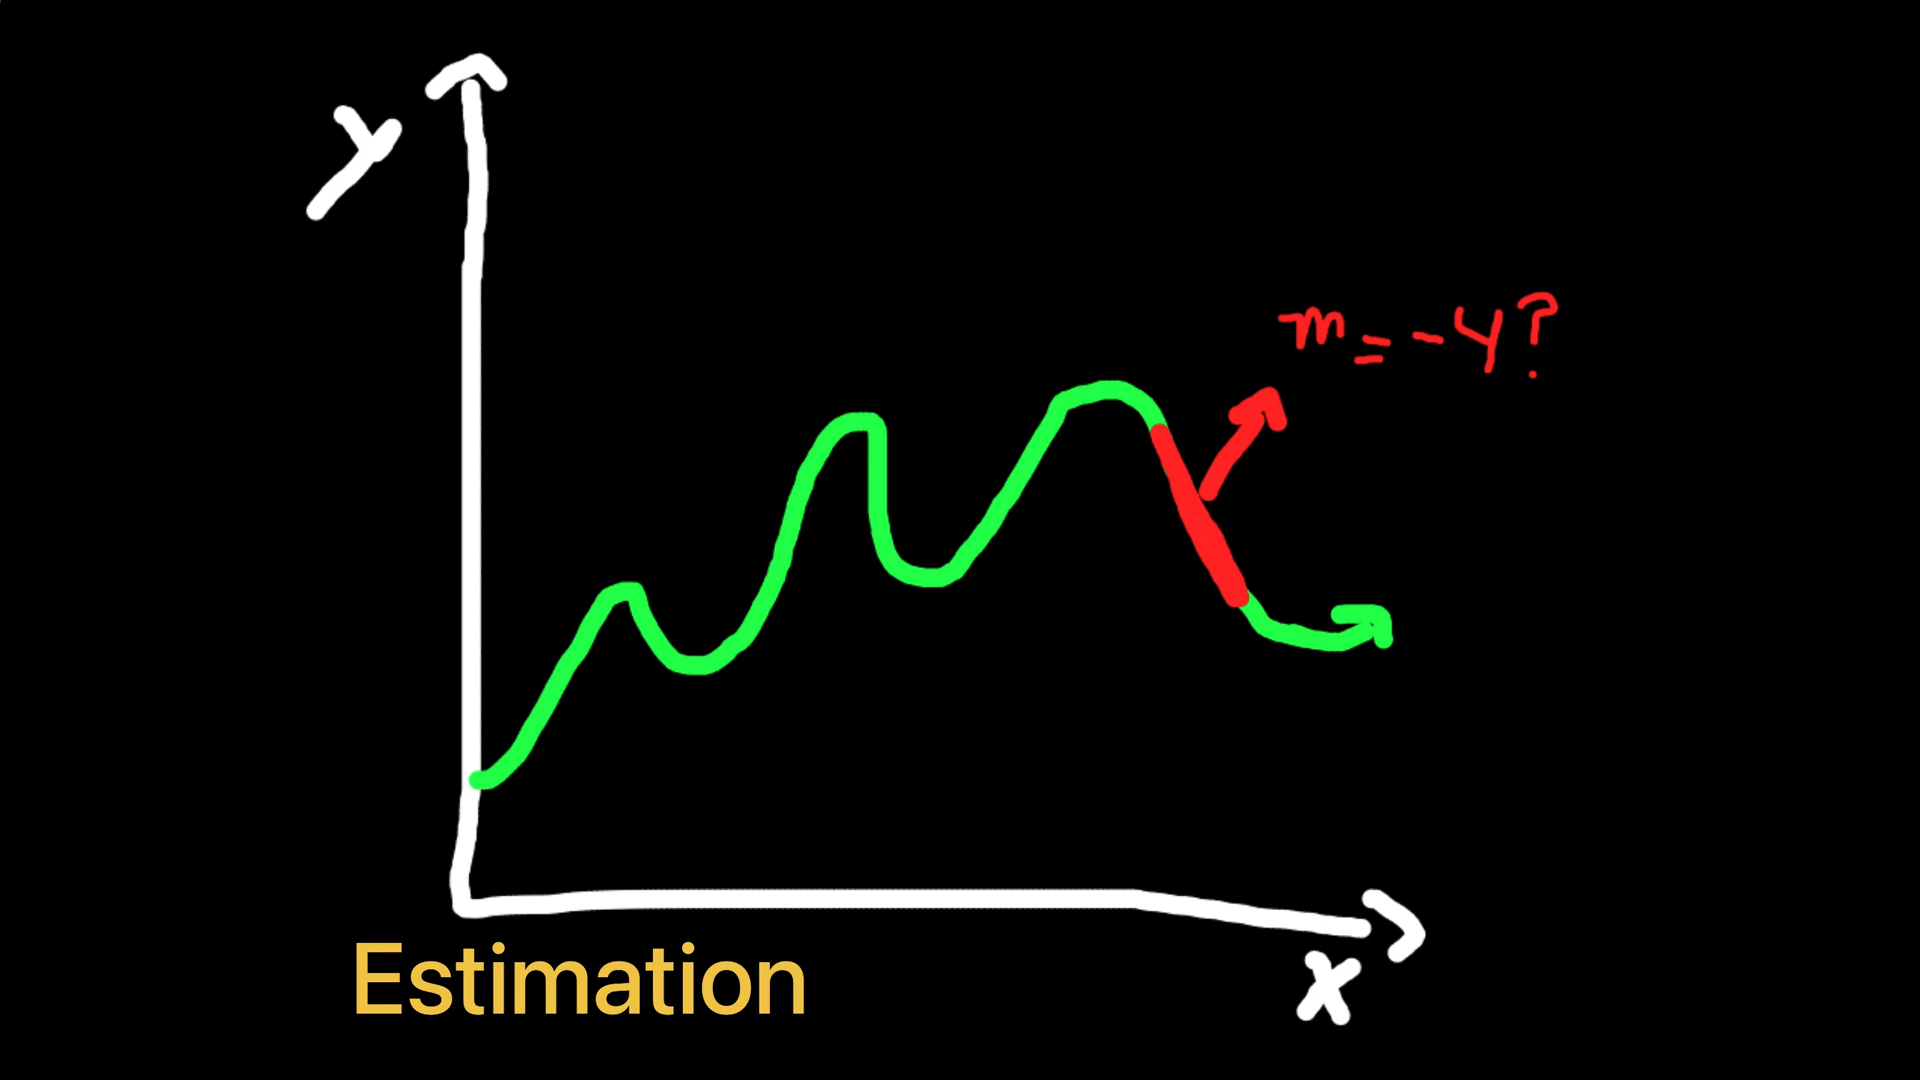 y
m = -4?
x
Estimation